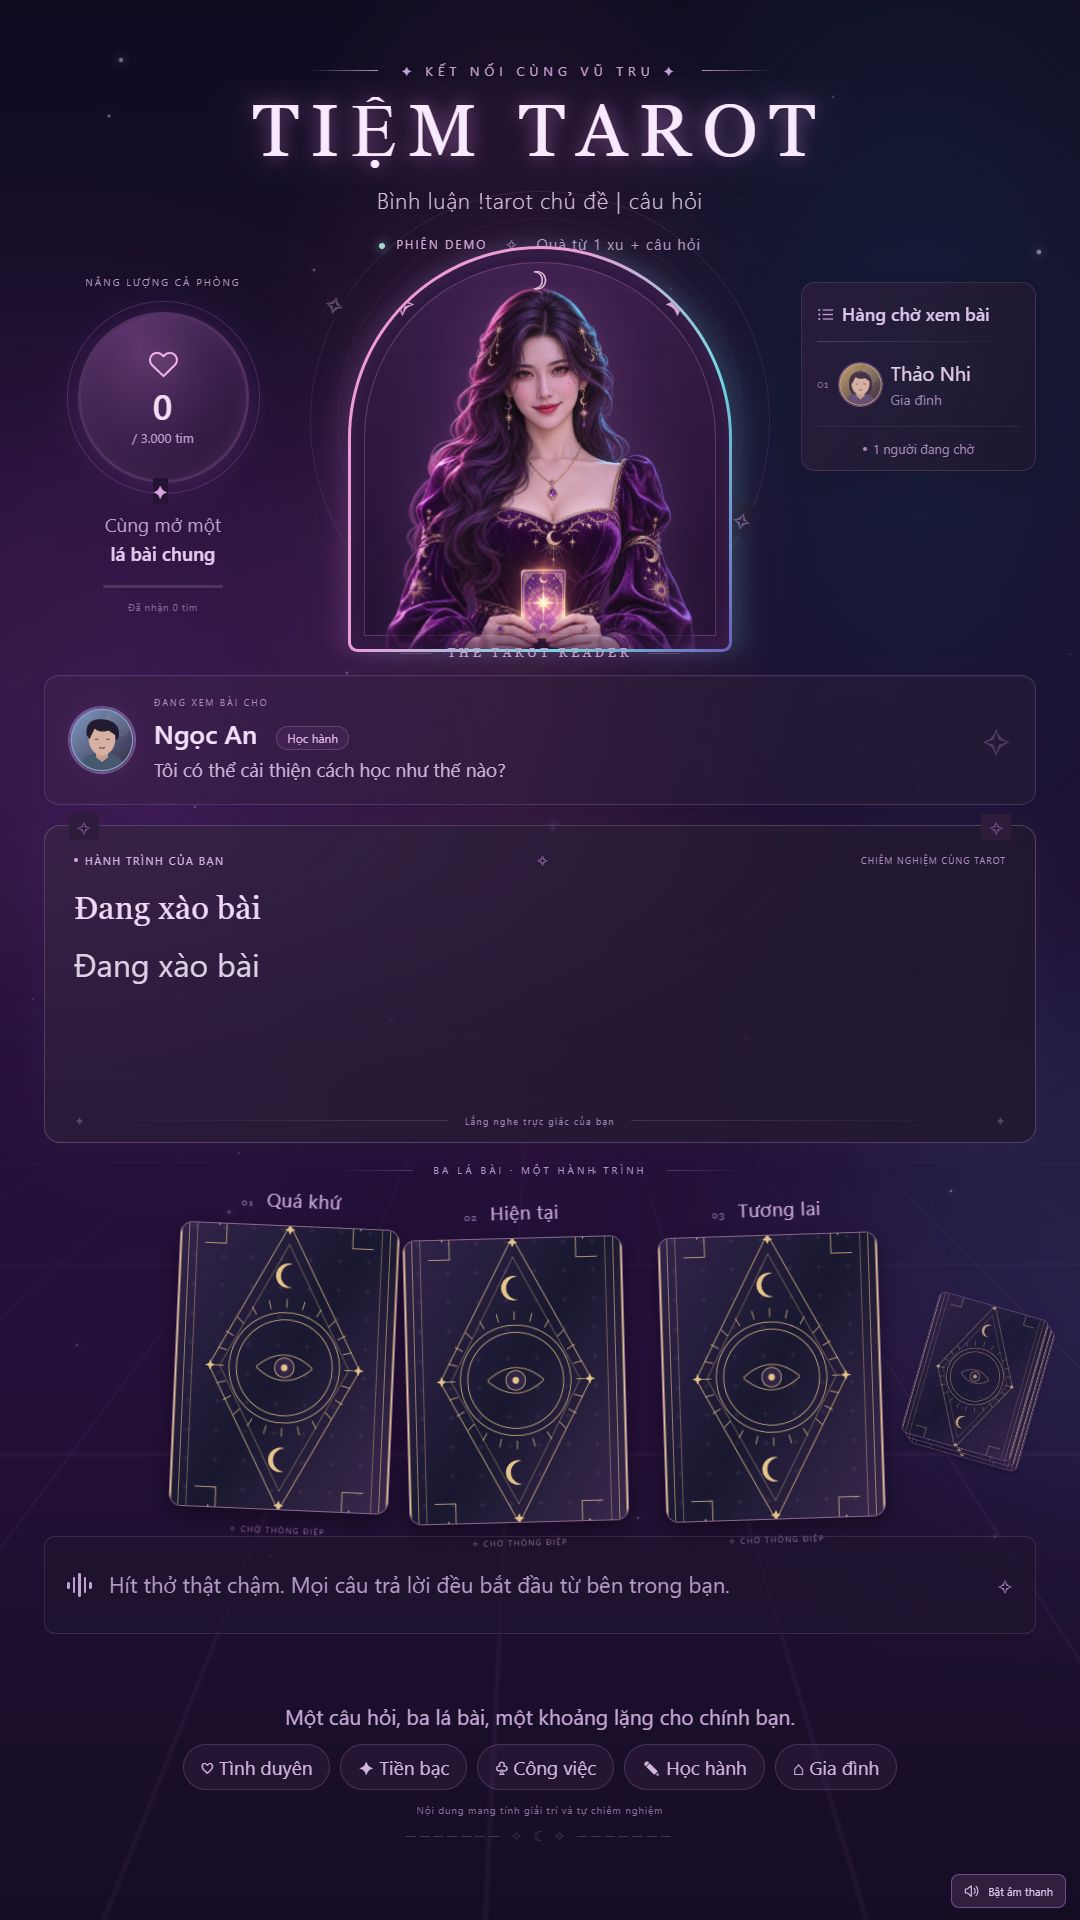 ✦ KẾT NỐI CÙNG VŨ TRỤ ✦
TIỆM TAROT
Bình luận !tarot chủ đề | câu hỏi
PHIÊN DEMO ✧ Quà từ 1 xu + câu hỏi
NĂNG LƯỢNG CẢ PHÒNG
0
/ 3.000 tim
Cùng mở một
lá bài chung
Đã nhận 0 tim
Hàng chờ xem bài
01 Thảo Nhi
Gia đình
• 1 người đang chờ
THE TAROT READER
ĐANG XEM BÀI CHO
Ngọc An Học hành
Tôi có thể cải thiện cách học như thế nào?
• HÀNH TRÌNH CỦA BẠN
CHIÊM NGHIỆM CÙNG TAROT
Đang xào bài
Đang xào bài
Lắng nghe trực giác của bạn
BA LÁ BÀI · MỘT HÀNH TRÌNH
01 Quá khứ
02 Hiện tại
03 Tương lai
✧ CHỜ THÔNG ĐIỆP
✧ CHỜ THÔNG ĐIỆP
✧ CHỜ THÔNG ĐIỆP
Hít thở thật chậm. Mọi câu trả lời đều bắt đầu từ bên trong bạn.
Một câu hỏi, ba lá bài, một khoảng lặng cho chính bạn.
Tình duyên
Tiền bạc
Công việc
Học hành
Gia đình
Nội dung mang tính giải trí và tự chiêm nghiệm
Bật âm thanh